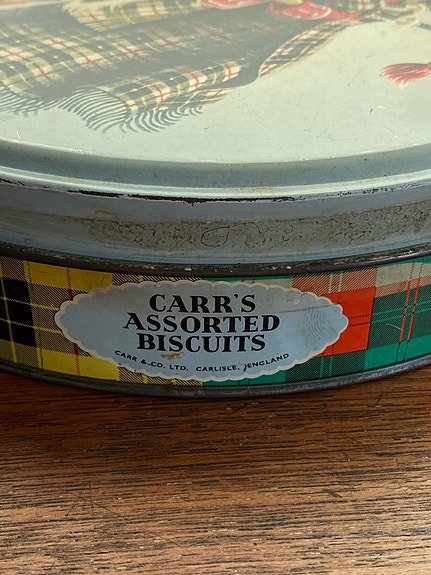 CARR'S
ASSORTED
BISCUITS
CARR & CO. LTD. CARLISLE, ENGLAND